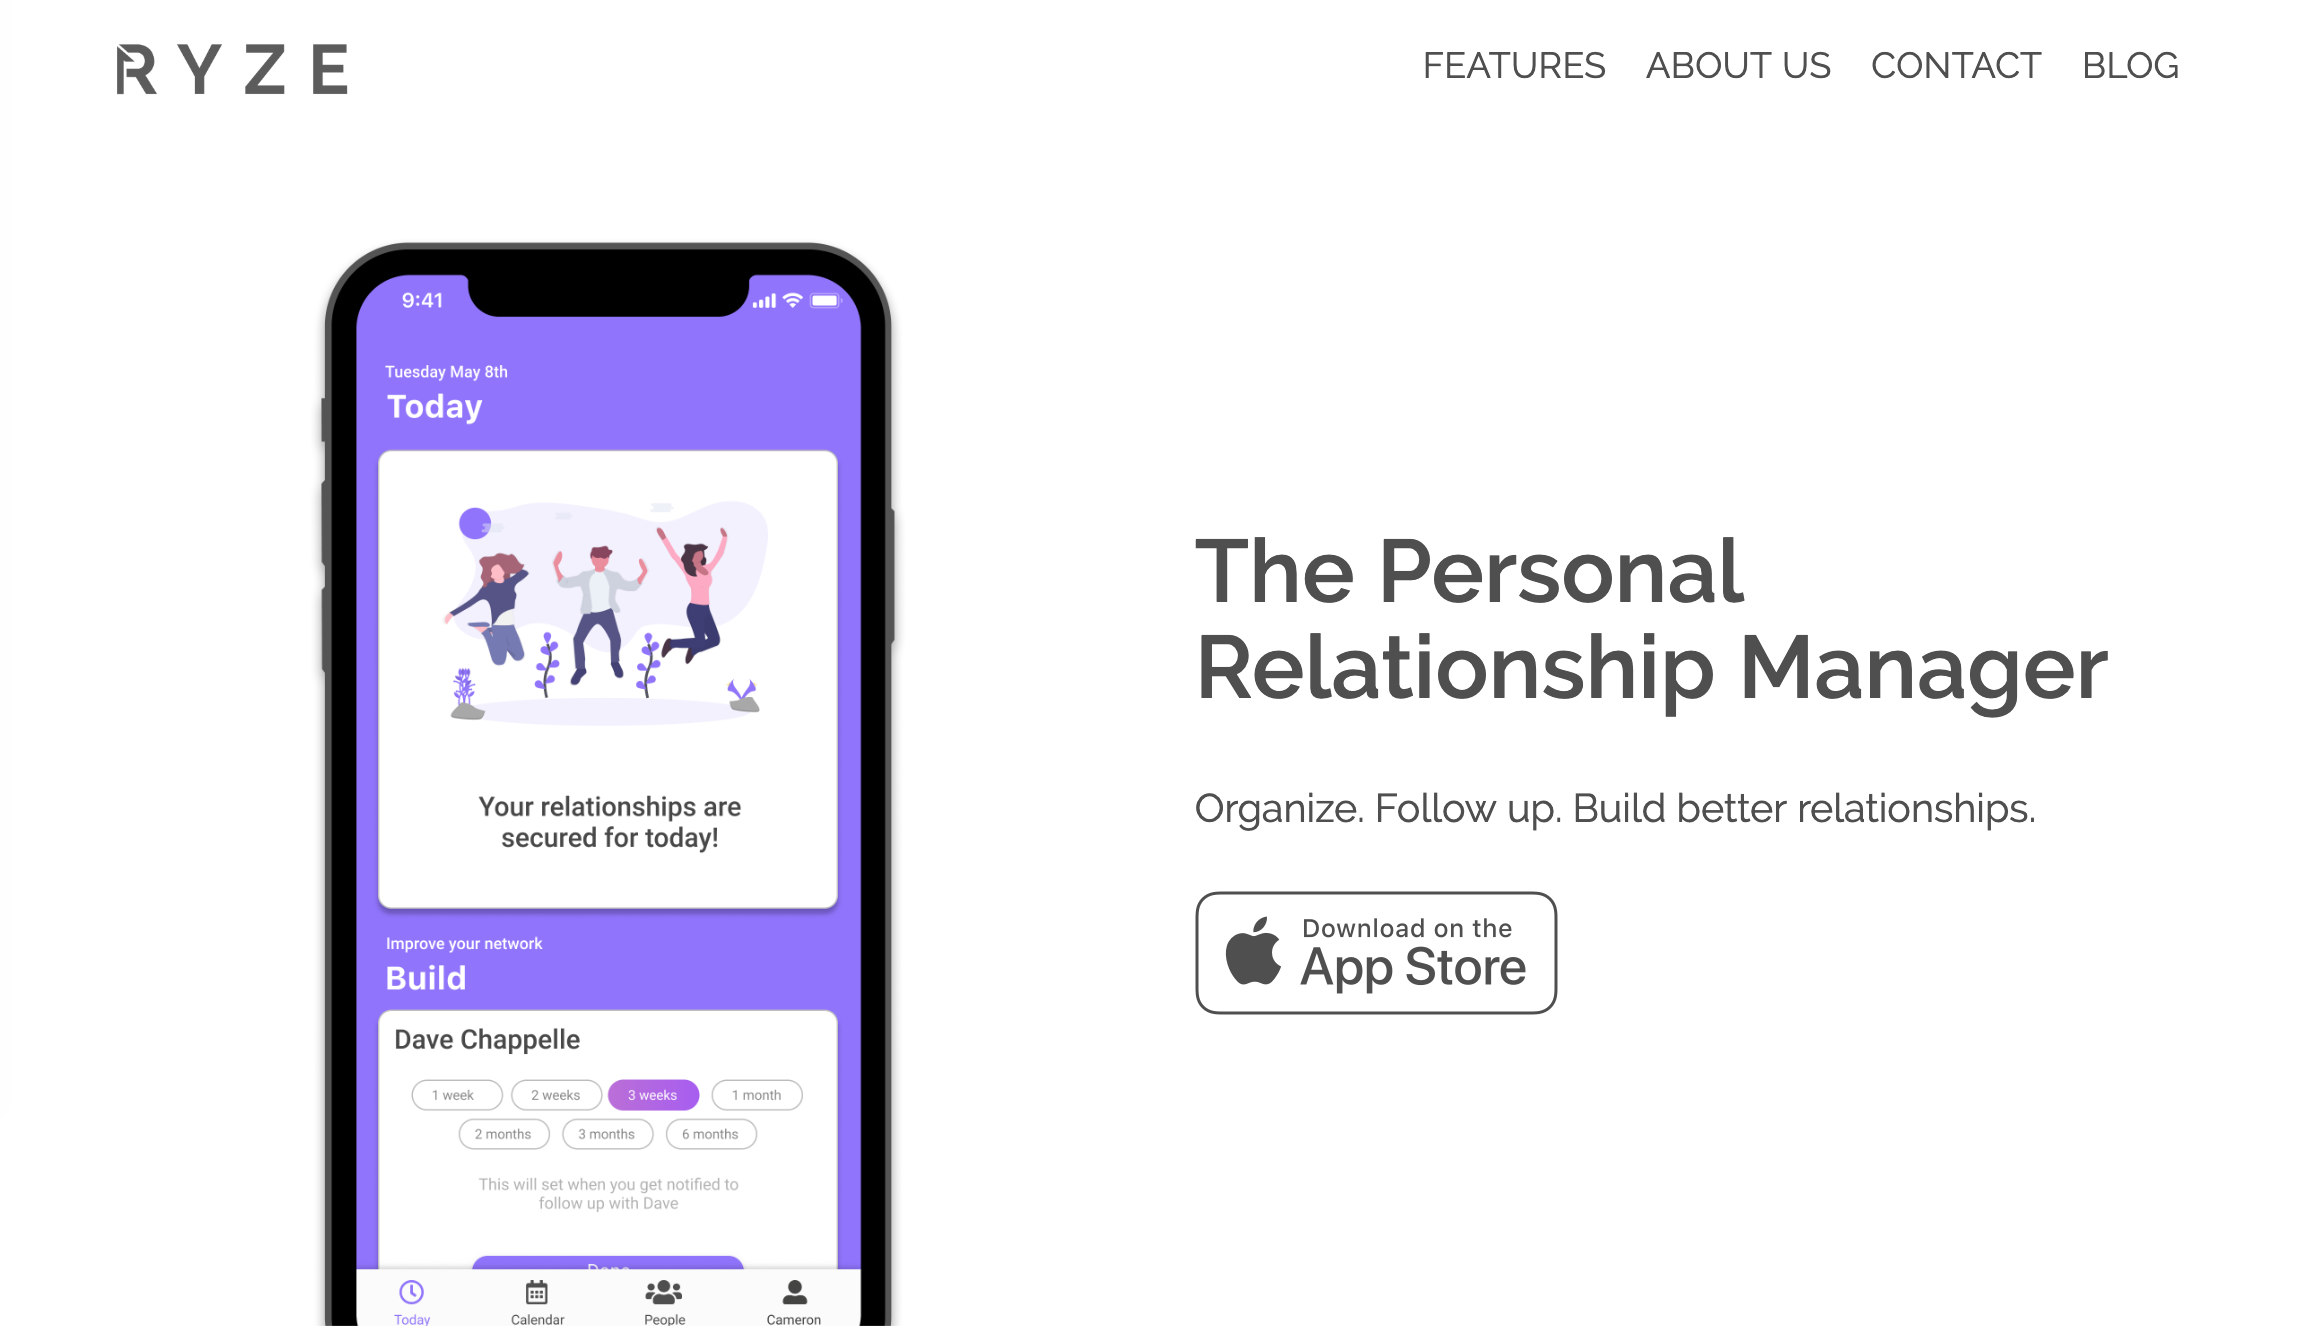 RYZE
FEATURES ABOUT US CONTACT BLOG
9:41
Tuesday May 8th
Today
Your relationships are
secured for today!
Improve your network
Build
Dave Chappelle
1 week 2 weeks 3 weeks 1 month
2 months 3 months 6 months
This will set when you get notified to
follow up with Dave
Done
Today Calendar People Cameron
The Personal
Relationship Manager
Organize. Follow up. Build better relationships.
Download on the
App Store